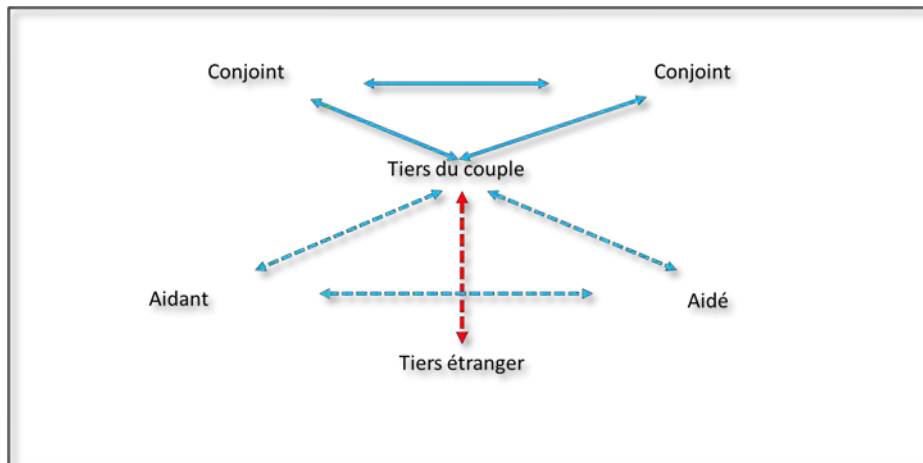 Conjoint
Conjoint
Tiers du couple
Aidant
Aidé
Tiers étranger